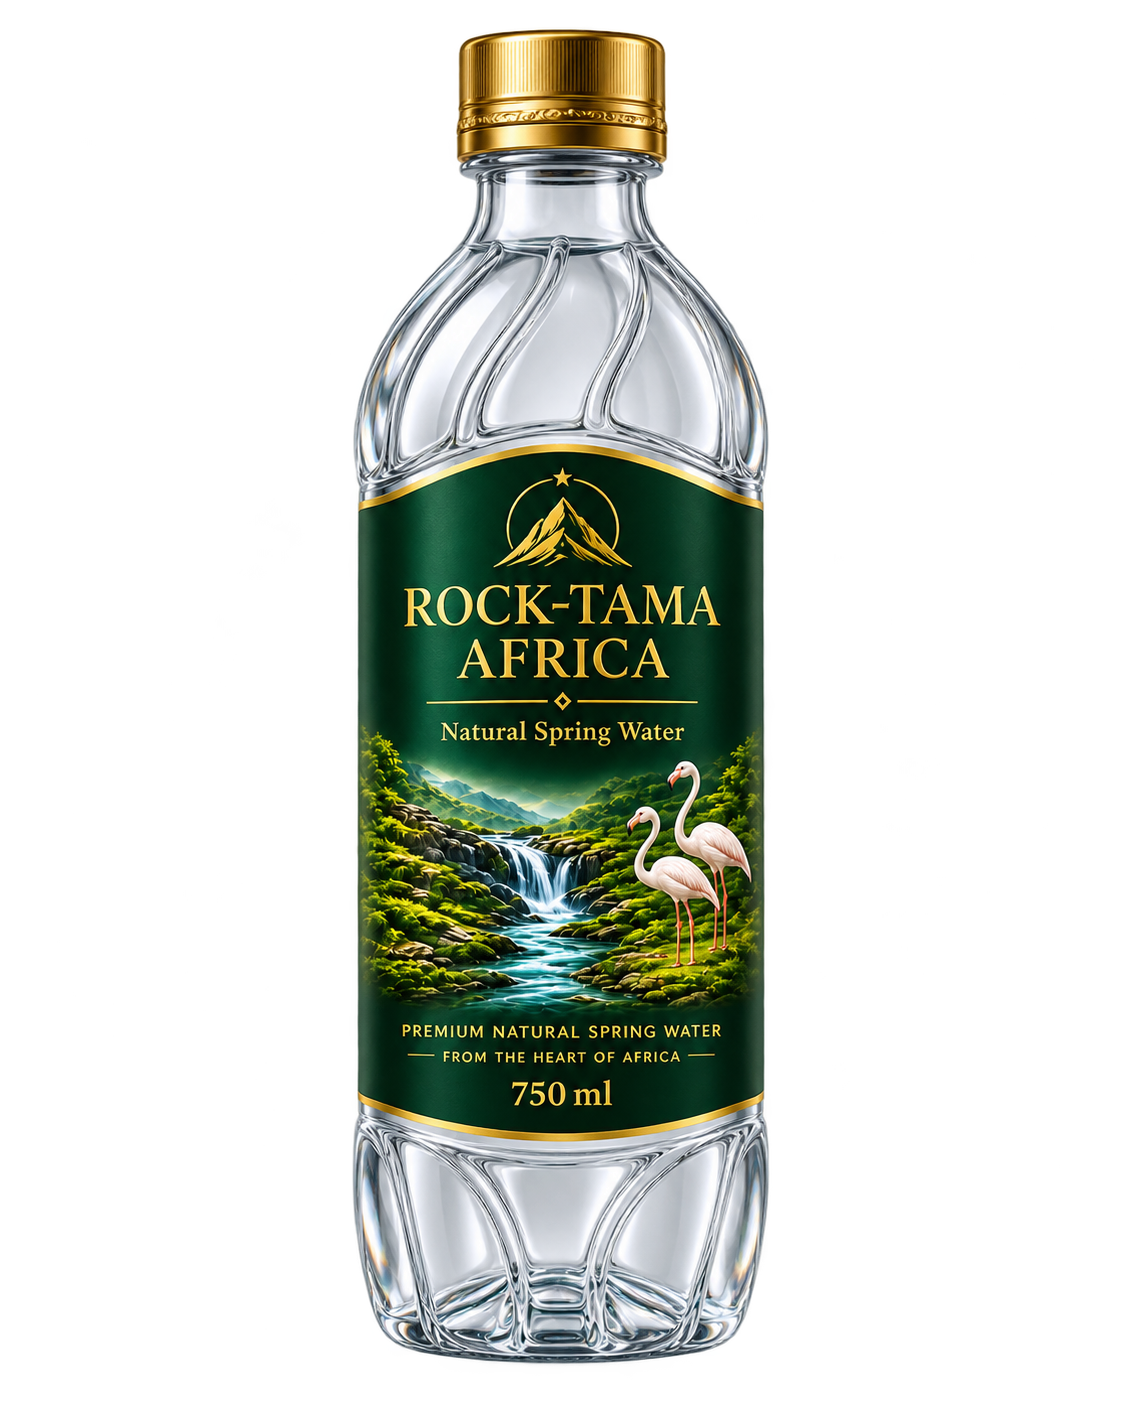 ROCK-TAMA
AFRICA
Natural Spring Water
PREMIUM NATURAL SPRING WATER
FROM THE HEART OF AFRICA
750 ml